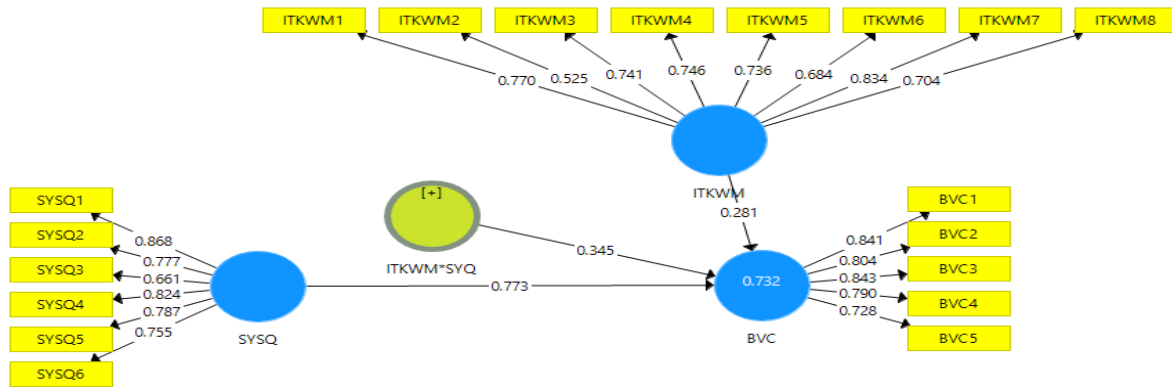 ITKWM1 ITKWM2 ITKWM3 ITKWM4 ITKWM5 ITKWM6 ITKWM7 ITKWM8
0.770 0.525 0.741 0.746 0.736 0.684 0.834 0.704
ITKWM
0.281
[+]
ITKWM*SYQ
0.345
SYSQ1
SYSQ2
SYSQ3
SYSQ4
SYSQ5
SYSQ6
0.868
0.777
0.661
0.824
0.787
0.755
SYSQ
0.773
0.732
BVC
0.841
0.804
0.843
0.790
0.728
BVC1
BVC2
BVC3
BVC4
BVC5